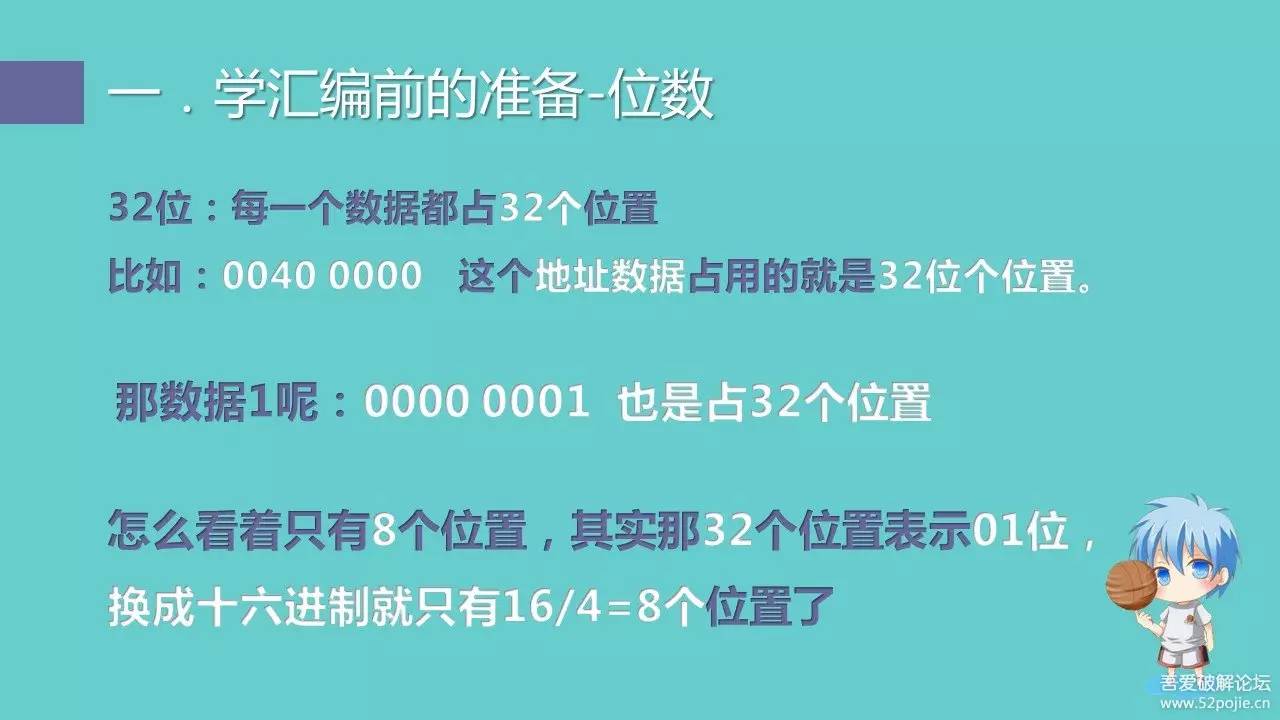 一．学汇编前的准备-位数
32位：每一个数据都占32个位置
比如：0040 0000 这个地址数据占用的就是32位个位置。
那数据1呢：0000 0001 也是占32个位置
怎么看着只有8个位置，其实那32个位置表示01位，
换成十六进制就只有16/4=8个位置了
吾爱破解论坛
www.52pojie.cn